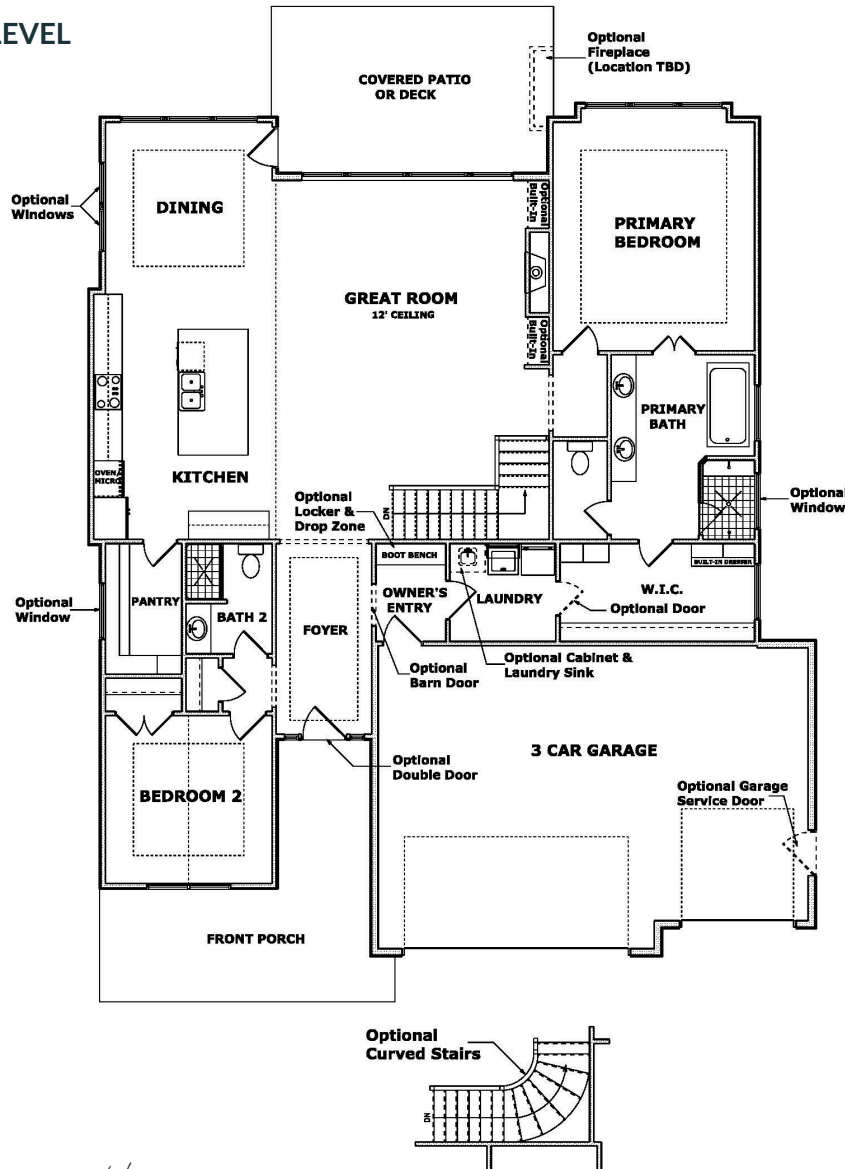 LEVEL
Optional
Fireplace
(Location TBD)
COVERED PATIO
OR DECK
Optional
Windows
DINING
Optional
Built-In
PRIMARY
BEDROOM
GREAT ROOM
12' CEILING
Optional
Built-In
PRIMARY
BATH
OVEN/
MICRO
KITCHEN
Optional
Locker &
Drop Zone
DN
Optional
Window
BOOT BENCH
BUILT-IN DRESSER
Optional
Window
PANTRY
BATH 2
FOYER
OWNER'S
ENTRY
LAUNDRY
W.I.C.
Optional Door
Optional
Barn Door
Optional Cabinet &
Laundry Sink
Optional
Double Door
3 CAR GARAGE
BEDROOM 2
Optional Garage
Service Door
FRONT PORCH
Optional
Curved Stairs
DN